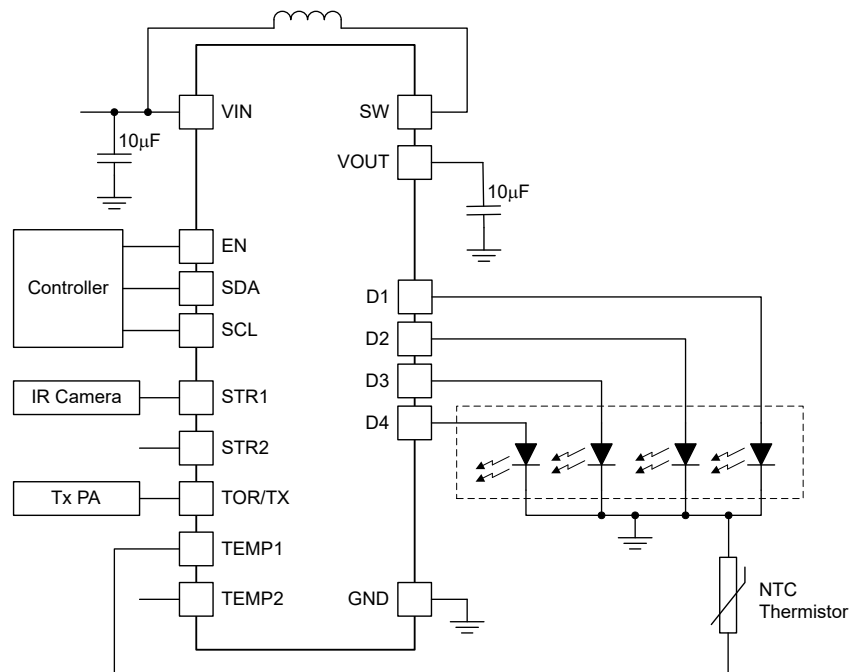 VIN
SW
10μF
VOUT
10μF
EN
Controller
SDA
SCL
D1
D2
D3
D4
IR Camera
STR1
STR2
Tx PA
TOR/TX
TEMP1
TEMP2
GND
NTC
Thermistor